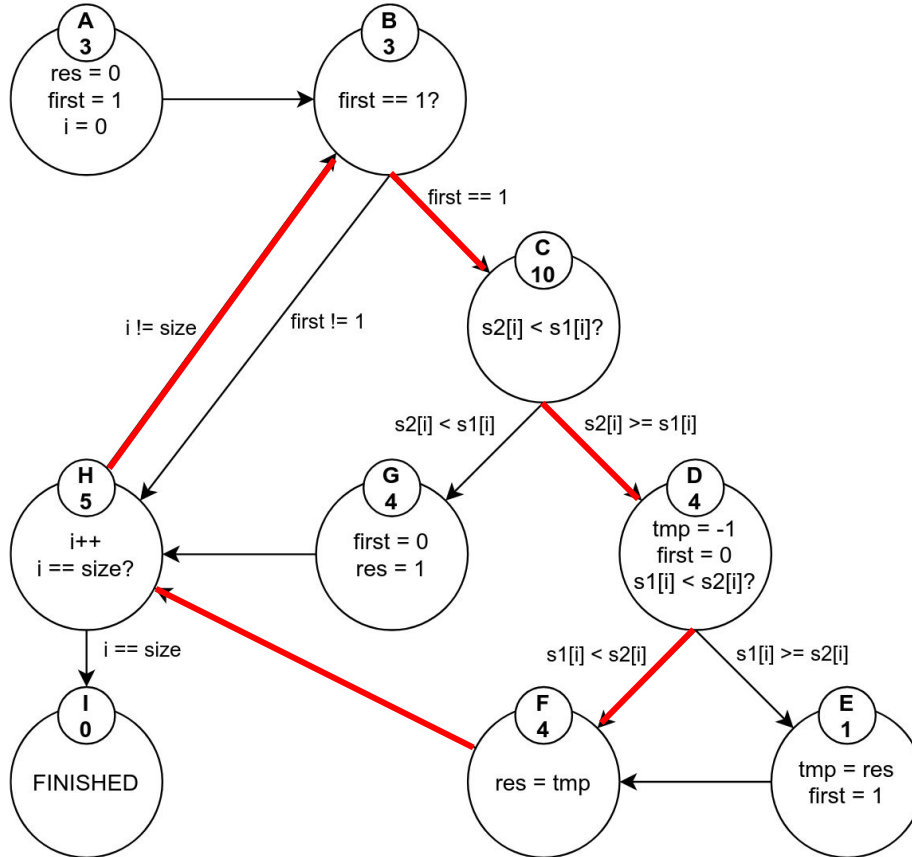 A
3
res = 0
first = 1
i = 0
B
3
first == 1?
first == 1
C
10
s2[i] < s1[i]?
i != size
first != 1
s2[i] < s1[i]
s2[i] >= s1[i]
H
5
i++
i == size?
G
4
first = 0
res = 1
D
4
tmp = -1
first = 0
s1[i] < s2[i]?
i == size
s1[i] < s2[i]
s1[i] >= s2[i]
I
0
FINISHED
F
4
res = tmp
E
1
tmp = res
first = 1